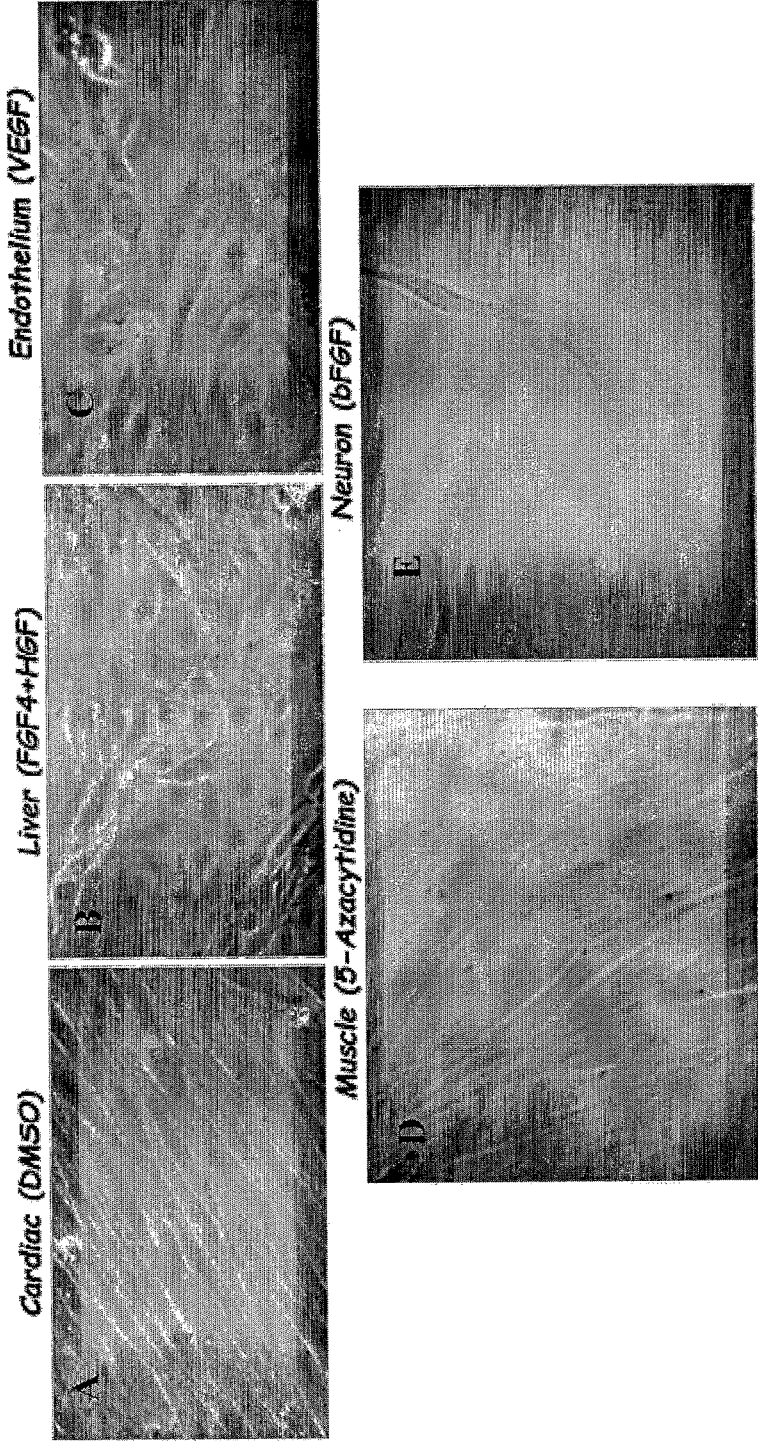 Cardiac (DMSO)
A
Liver (FGF4+HGF)
B
Endothelium (VEGF)
C
Muscle (5-Azacytidine)
D
Neuron (bFGF)
E